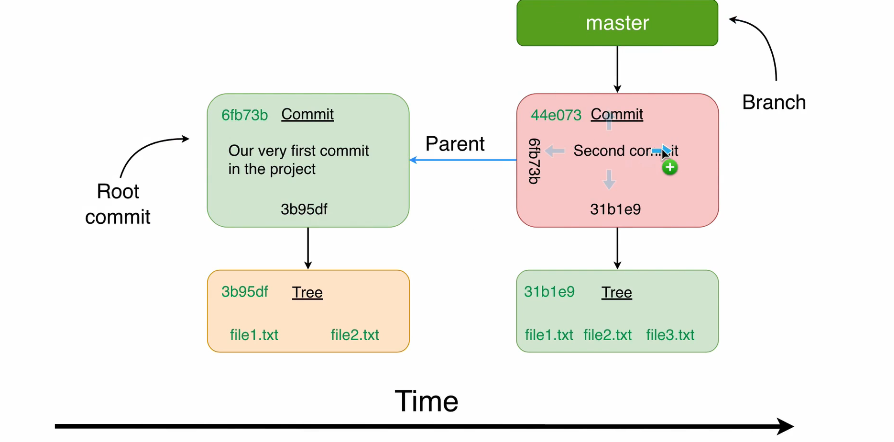 master
Branch
6fb73b Commit
Our very first commit
in the project
3b95df
Root
commit
Parent
44e073 Commit
6fb73b
Second commit
31b1e9
3b95df Tree
file1.txt file2.txt
31b1e9 Tree
file1.txt file2.txt file3.txt
Time